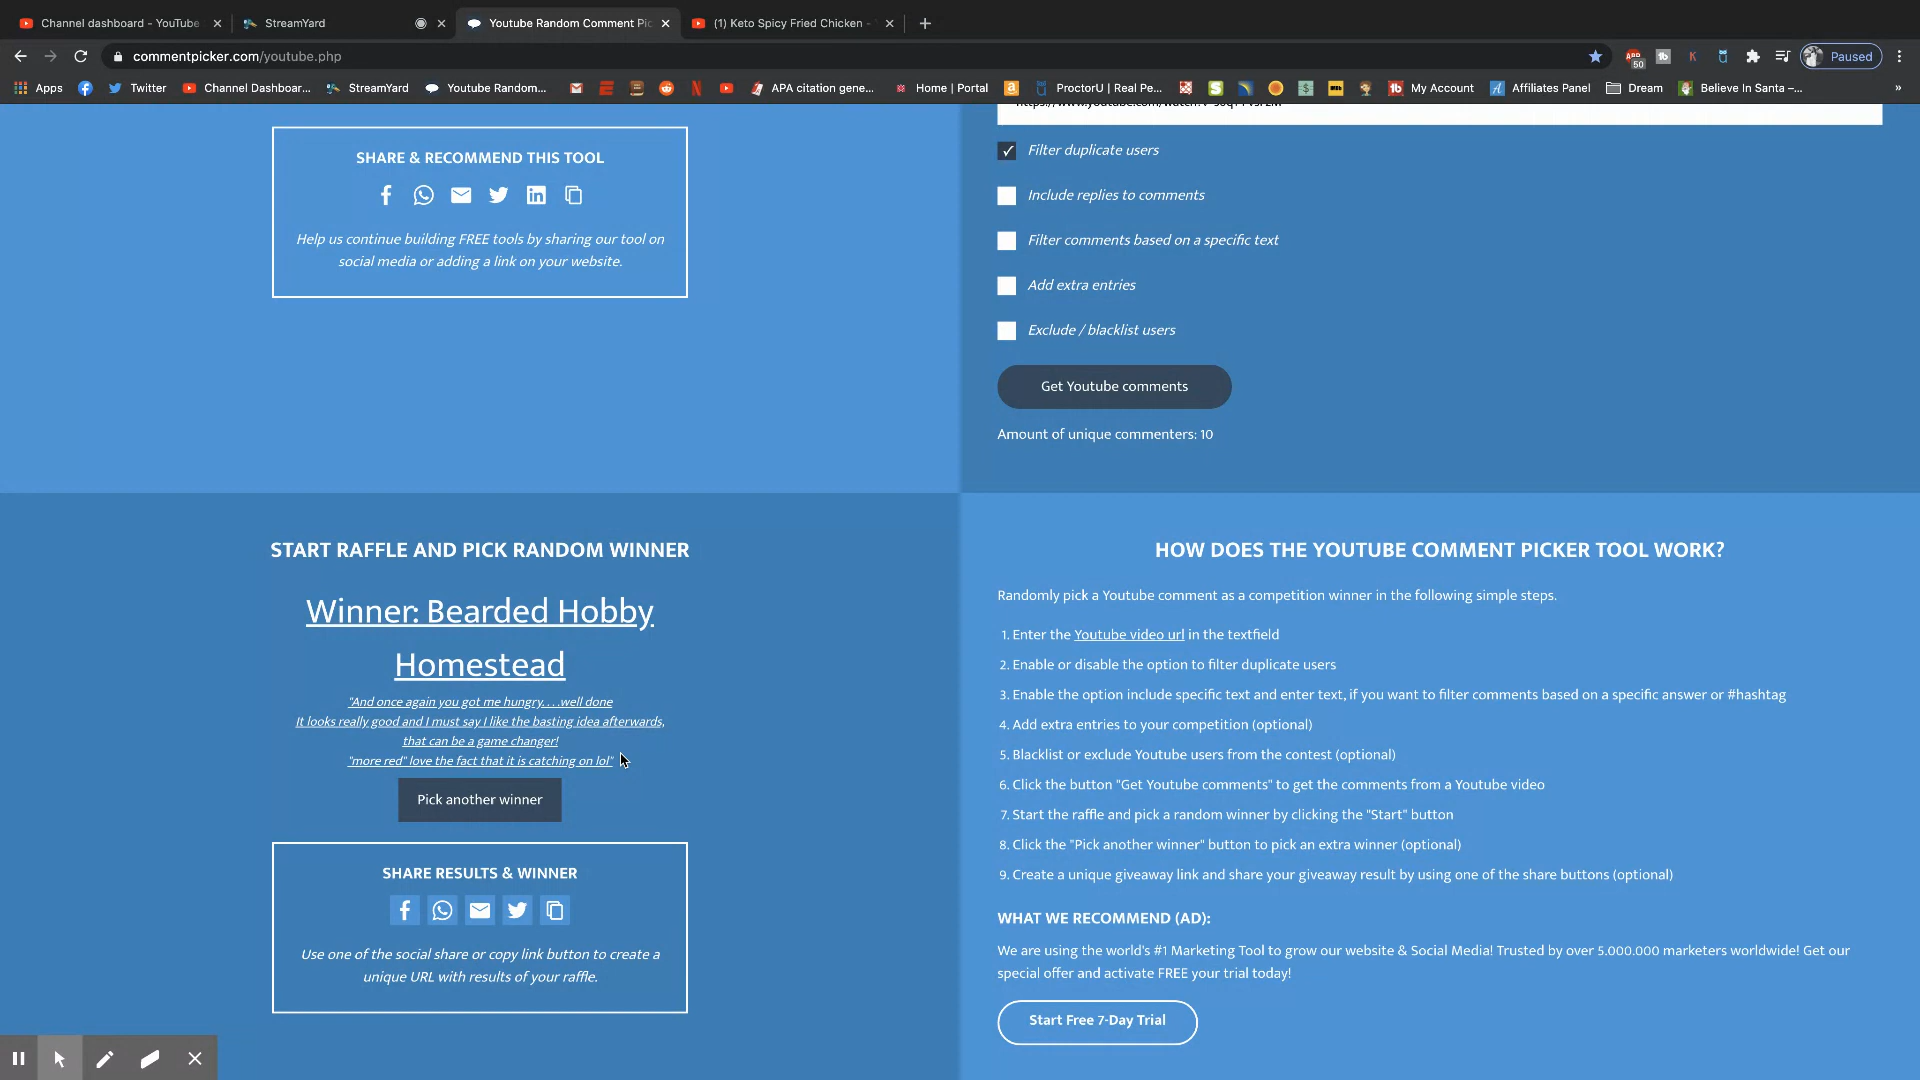 Channel dashboard - YouTube
StreamYard
Youtube Random Comment Pic
(1) Keto Spicy Fried Chicken -
commentpicker.com/youtube.php
50
Paused
Apps
Twitter
Channel Dashboar...
StreamYard
Youtube Random...
APA citation gene...
Home | Portal
ProctorU | Real Pe...
My Account
Affiliates Panel
Dream
Believe In Santa –...
»
SHARE & RECOMMEND THIS TOOL
Help us continue building FREE tools by sharing our tool on
social media or adding a link on your website.
Filter duplicate users
Include replies to comments
Filter comments based on a specific text
Add extra entries
Exclude / blacklist users
Get Youtube comments
Amount of unique commenters: 10
START RAFFLE AND PICK RANDOM WINNER
Winner: Bearded Hobby
Homestead
"And once again you got me hungry. . . .well done
It looks really good and I must say I like the basting idea afterwards,
that can be a game changer!
"more red" love the fact that it is catching on lol"
Pick another winner
SHARE RESULTS & WINNER
Use one of the social share or copy link button to create a
unique URL with results of your raffle.
HOW DOES THE YOUTUBE COMMENT PICKER TOOL WORK?
Randomly pick a Youtube comment as a competition winner in the following simple steps.
1. Enter the Youtube video url in the textfield
2. Enable or disable the option to filter duplicate users
3. Enable the option include specific text and enter text, if you want to filter comments based on a specific answer or #hashtag
4. Add extra entries to your competition (optional)
5. Blacklist or exclude Youtube users from the contest (optional)
6. Click the button "Get Youtube comments" to get the comments from a Youtube video
7. Start the raffle and pick a random winner by clicking the "Start" button
8. Click the "Pick another winner" button to pick an extra winner (optional)
9. Create a unique giveaway link and share your giveaway result by using one of the share buttons (optional)
WHAT WE RECOMMEND (AD):
We are using the world's #1 Marketing Tool to grow our website & Social Media! Trusted by over 5.000.000 marketers worldwide! Get our
special offer and activate FREE your trial today!
Start Free 7-Day Trial